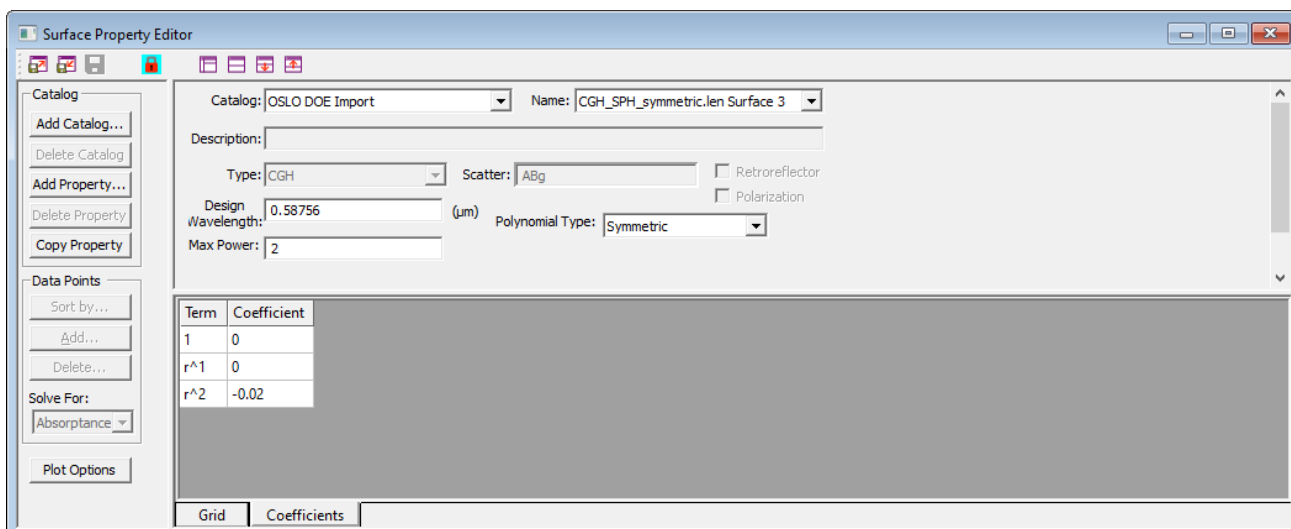 Surface Property Editor
Catalog
Add Catalog...
Delete Catalog
Add Property...
Delete Property
Copy Property
Data Points
Sort by...
Add...
Delete...
Solve For:
Absorptance
Plot Options
Catalog: OSLO DOE Import Name: CGH_SPH_symmetric.len Surface 3
Description:
Type: CGH Scatter: ABg Retroreflector
Polarization
Design Wavelength: 0.58756 (μm) Polynomial Type: Symmetric
Max Power: 2
Term Coefficient
1 0
r^1 0
r^2 -0.02
Grid Coefficients